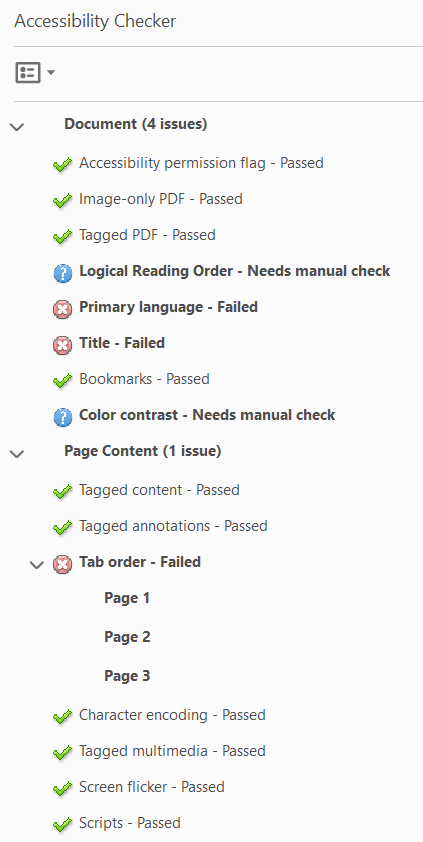 Accessibility Checker
Document (4 issues)
Accessibility permission flag - Passed
Image-only PDF - Passed
Tagged PDF - Passed
Logical Reading Order - Needs manual check
Primary language - Failed
Title - Failed
Bookmarks - Passed
Color contrast - Needs manual check
Page Content (1 issue)
Tagged content - Passed
Tagged annotations - Passed
Tab order - Failed
Page 1
Page 2
Page 3
Character encoding - Passed
Tagged multimedia - Passed
Screen flicker - Passed
Scripts - Passed